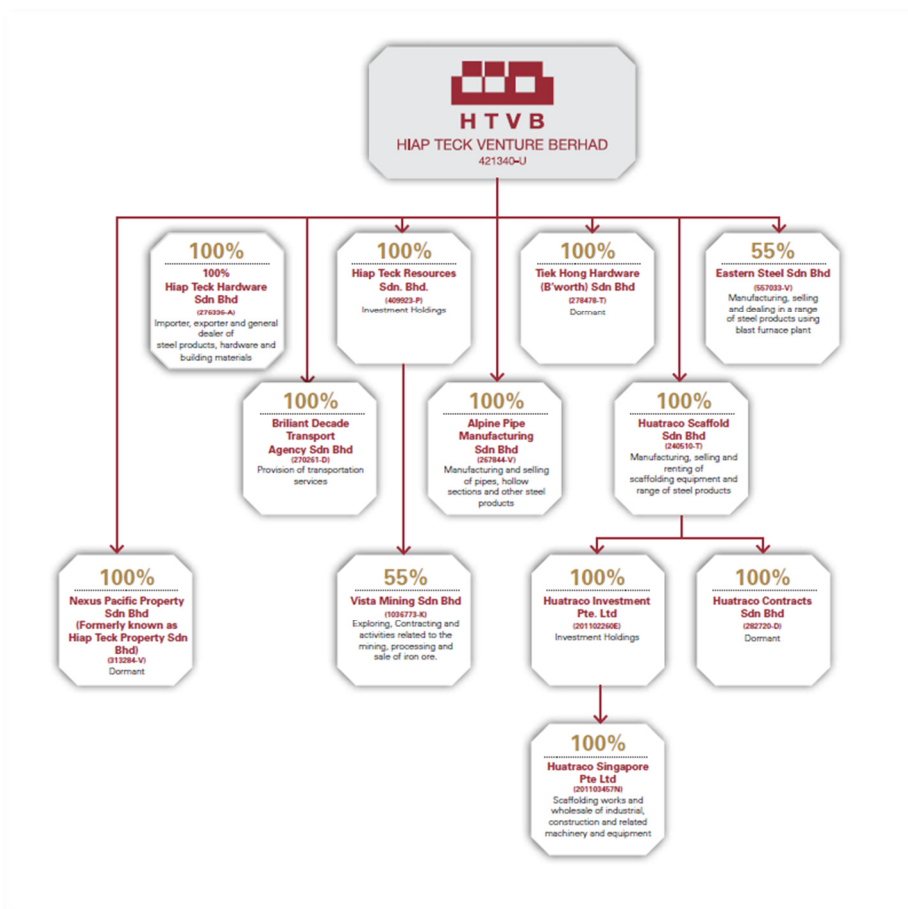 HTVB
HIAP TECK VENTURE BERHAD
421340-U
100%
100%
Hiap Teck Hardware
Sdn Bhd
(276336-A)
Importer, exporter and general
dealer of
steel products, hardware and
building materials
100%
Hiap Teck Resources
Sdn. Bhd.
(409923-P)
Investment Holdings
100%
Tiek Hong Hardware
(B'worth) Sdn Bhd
(278478-T)
Dormant
55%
Eastern Steel Sdn Bhd
(557033-V)
Manufacturing, selling
and dealing in a range
of steel products using
blast furnace plant
100%
Briliant Decade
Transport
Agency Sdn Bhd
(270261-D)
Provision of transportation
services
100%
Alpine Pipe
Manufacturing
Sdn Bhd
(267844-V)
Manufacturing and selling
of pipes, hollow
sections and other steel
products
100%
Huatraco Scaffold
Sdn Bhd
(240510-T)
Manufacturing, selling and
renting of
scaffolding equipment and
range of steel products
100%
Nexus Pacific Property
Sdn Bhd
(Formerly known as
Hiap Teck Property Sdn
Bhd)
(313284-V)
Dormant
55%
Vista Mining Sdn Bhd
(1036773-K)
Exploring, Contracting and
activities related to the
mining, processing and
sale of iron ore.
100%
Huatraco Investment
Pte. Ltd
(201102260E)
Investment Holdings
100%
Huatraco Contracts
Sdn Bhd
(282720-D)
Dormant
100%
Huatraco Singapore
Pte Ltd
(201103457N)
Scaffolding works and
wholesale of industrial,
construction and related
machinery and equipment